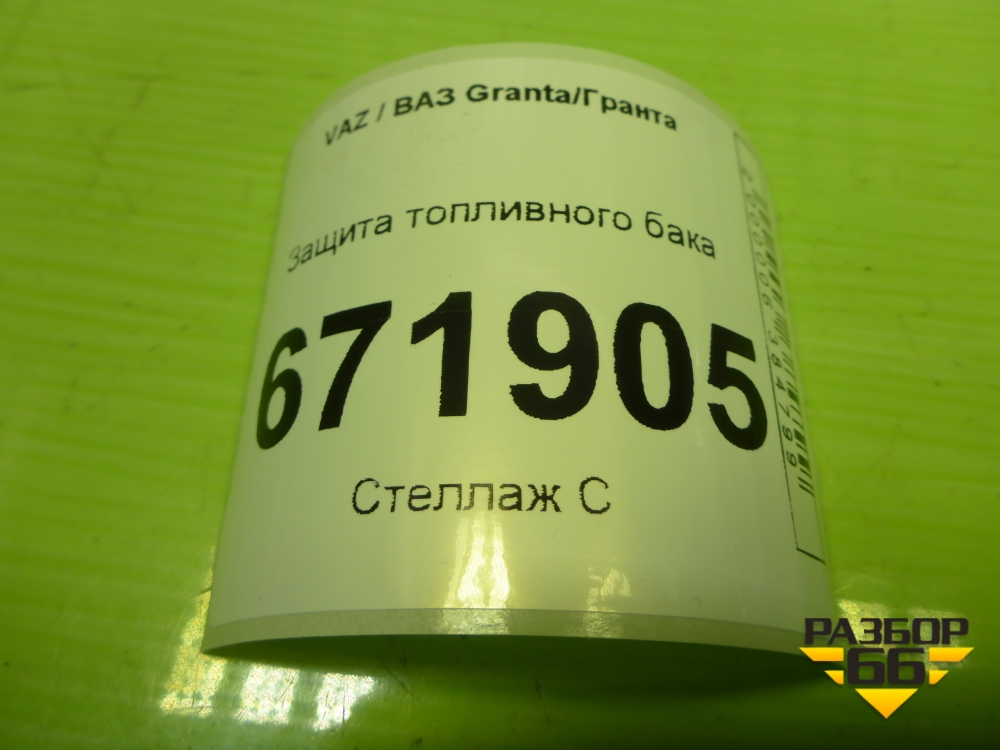 VAZ / ВАЗ Granta/Гранта
Защита топливного бака
671905
Стеллаж С
РАЗБОР
66